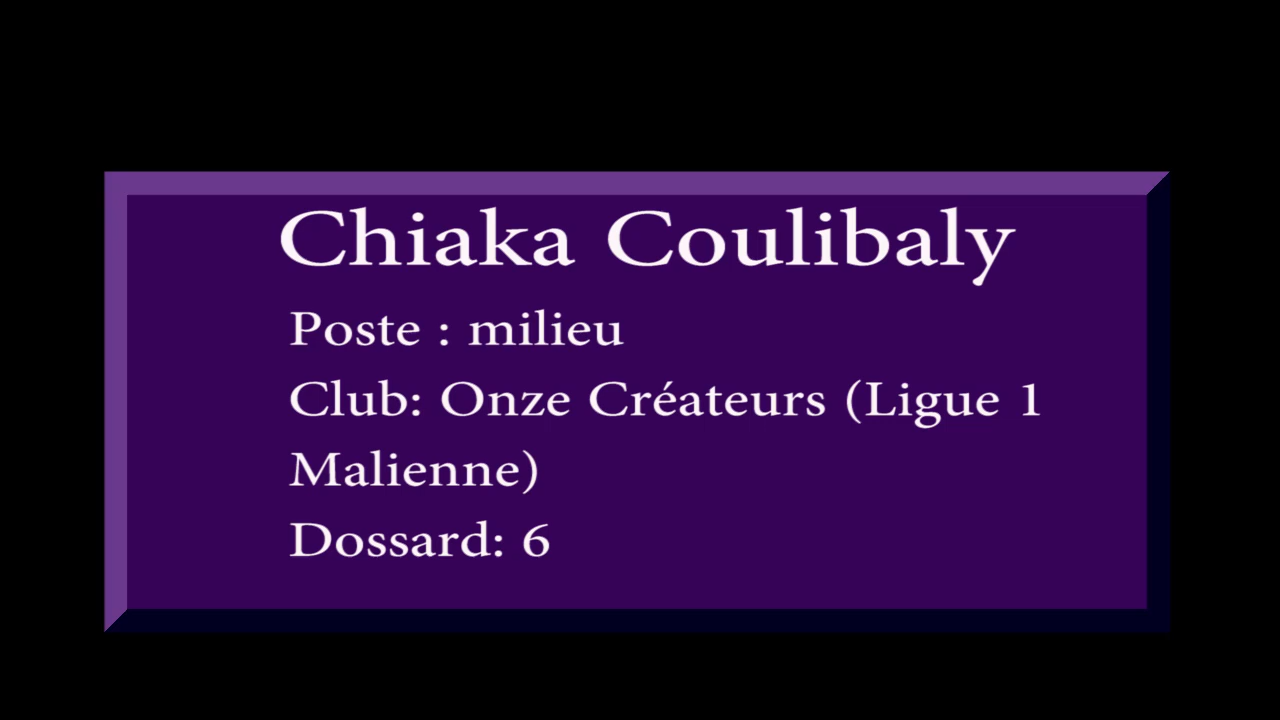 Chiaka Coulibaly
Poste : milieu
Club: Onze Créateurs (Ligue 1
Malienne)
Dossard: 6